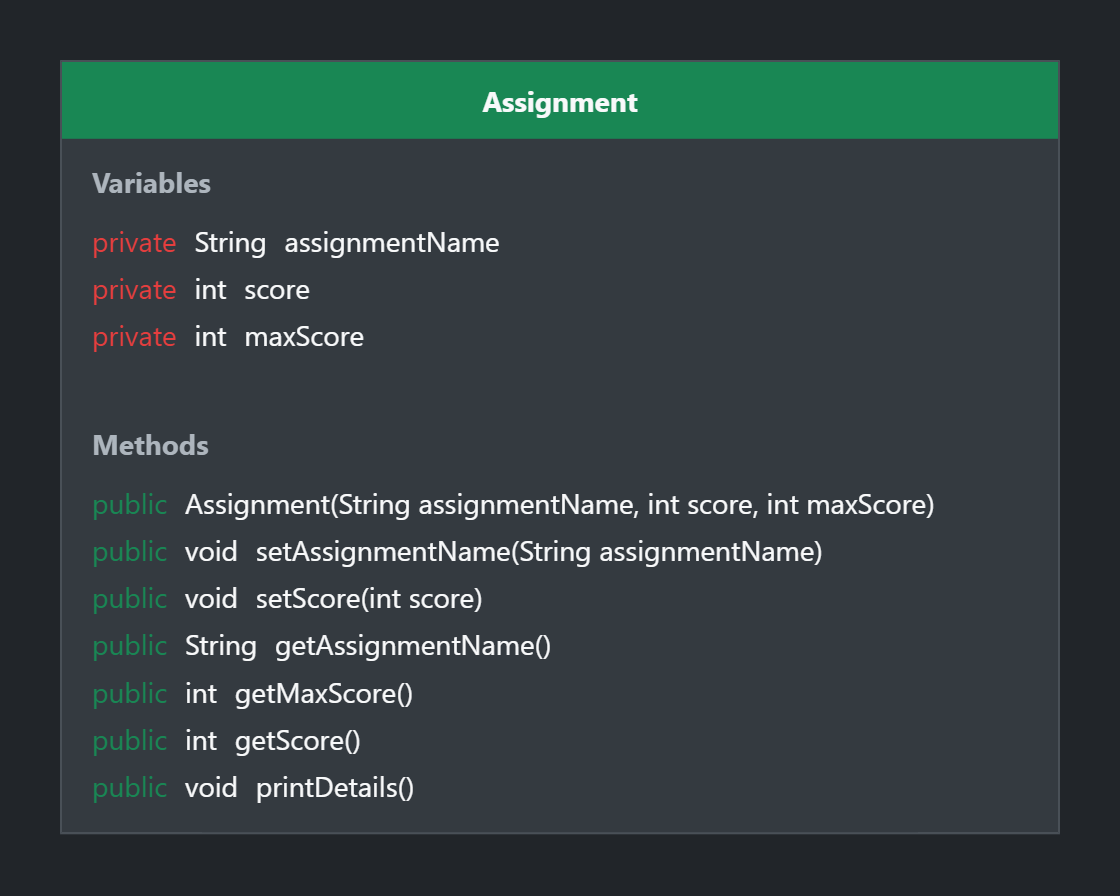 Assignment
Variables
private String assignmentName
private int score
private int maxScore
Methods
public Assignment(String assignmentName, int score, int maxScore)
public void setAssignmentName(String assignmentName)
public void setScore(int score)
public String getAssignmentName()
public int getMaxScore()
public int getScore()
public void printDetails()